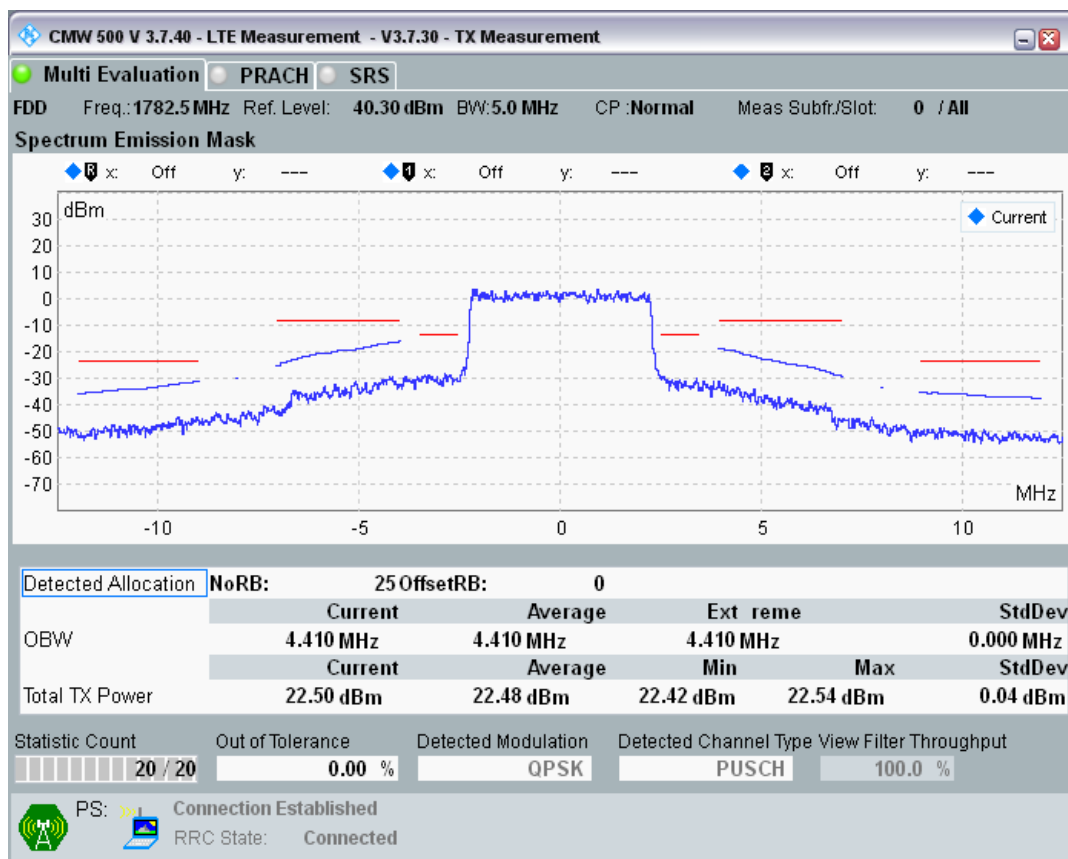 CMW 500 V 3.7.40 - LTE Measurement - V3.7.30 - TX Measurement
Multi Evaluation PRACH SRS
FDD Freq.: 1782.5 MHz Ref. Level: 40.30 dBm BW: 5.0 MHz CP : Normal Meas Subfr./Slot: 0 / All
Spectrum Emission Mask
R x: Off y: --- 1 x: Off y: --- 2 x: Off y: ---
dBm
Current
30
20
10
0
-10
-20
-30
-40
-50
-60
-70
MHz
-10 -5 0 5 10
Detected Allocation NoRB: 25 OffsetRB: 0
Current Average Ext reme StdDev
OBW 4.410 MHz 4.410 MHz 4.410 MHz 0.000 MHz
Current Average Min Max StdDev
Total TX Power 22.50 dBm 22.48 dBm 22.42 dBm 22.54 dBm 0.04 dBm
Statistic Count Out of Tolerance Detected Modulation Detected Channel Type View Filter Throughput
20 / 20 0.00 % QPSK PUSCH 100.0 %
PS: Connection Established
RRC State: Connected